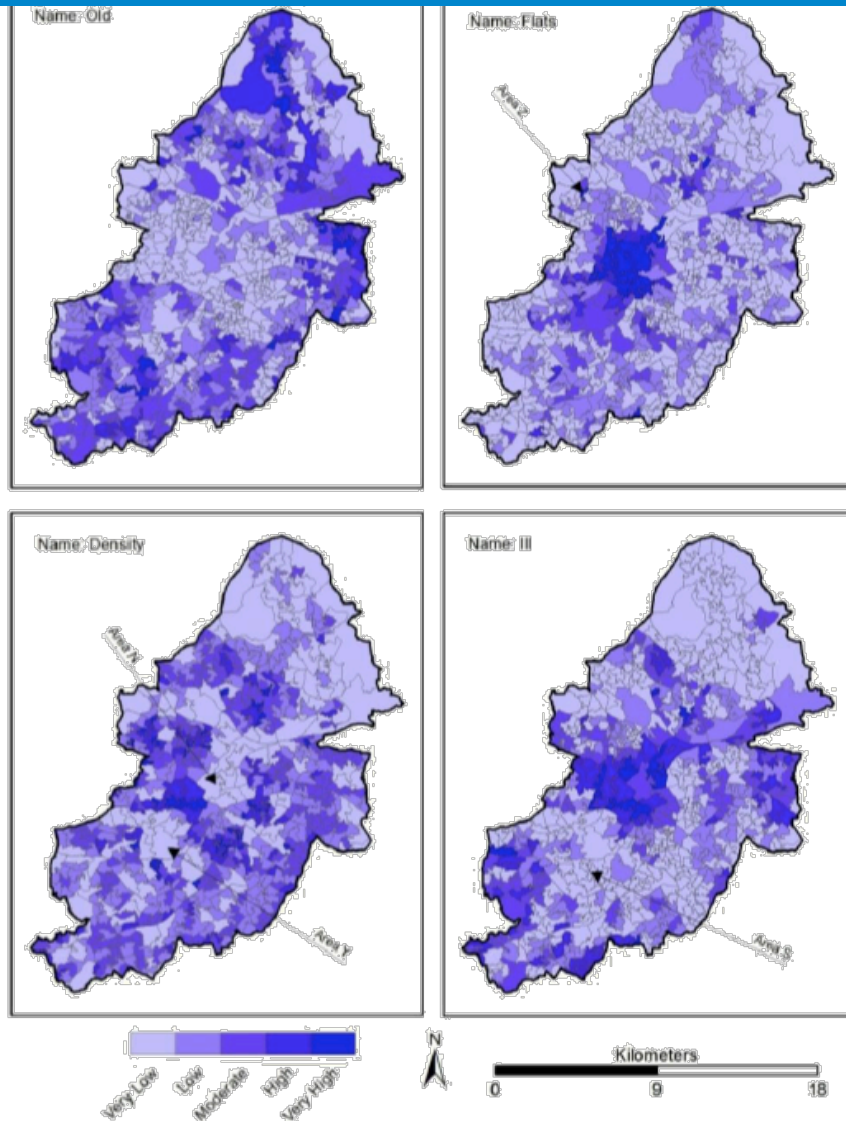 Name: Old
Name: Flats
Area Z
Name: Density
Name: Ill
Area N
Area Y
Area S
Very Low
Low
Moderate
High
Very High
N
Kilometers
0 9 18